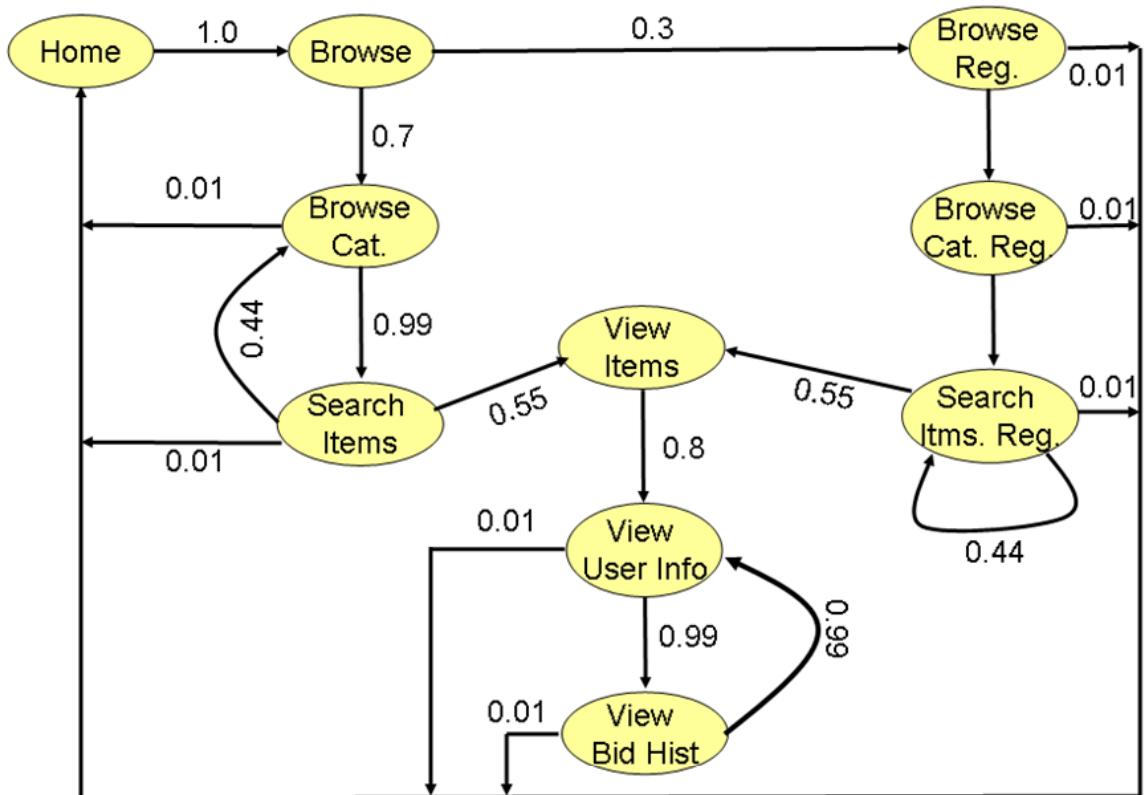 Home
1.0
Browse
0.3
Browse
Reg.
0.01
0.7
0.01
Browse
Cat.
Browse
Cat. Reg.
0.01
0.44
0.99
View
Items
Search
Items
0.55
0.55
Search
Itms. Reg.
0.01
0.01
0.8
0.44
0.01
View
User Info
0.99
0.99
0.01
View
Bid Hist